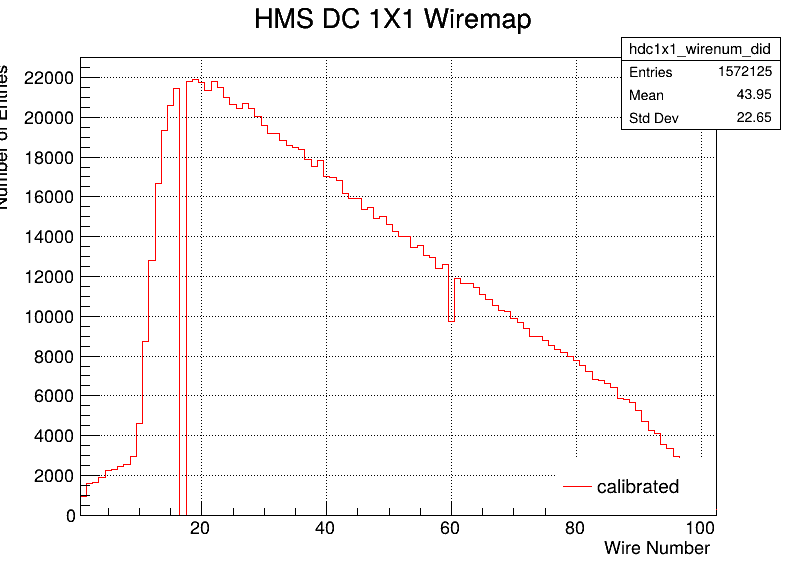 HMS DC 1X1 Wiremap
hdc1x1_wirenum_did
Entries 1572125
Mean 43.95
Std Dev 22.65
Number of Entries
22000
20000
18000
16000
14000
12000
10000
8000
6000
4000
2000
0
calibrated
20 40 60 80 100
Wire Number